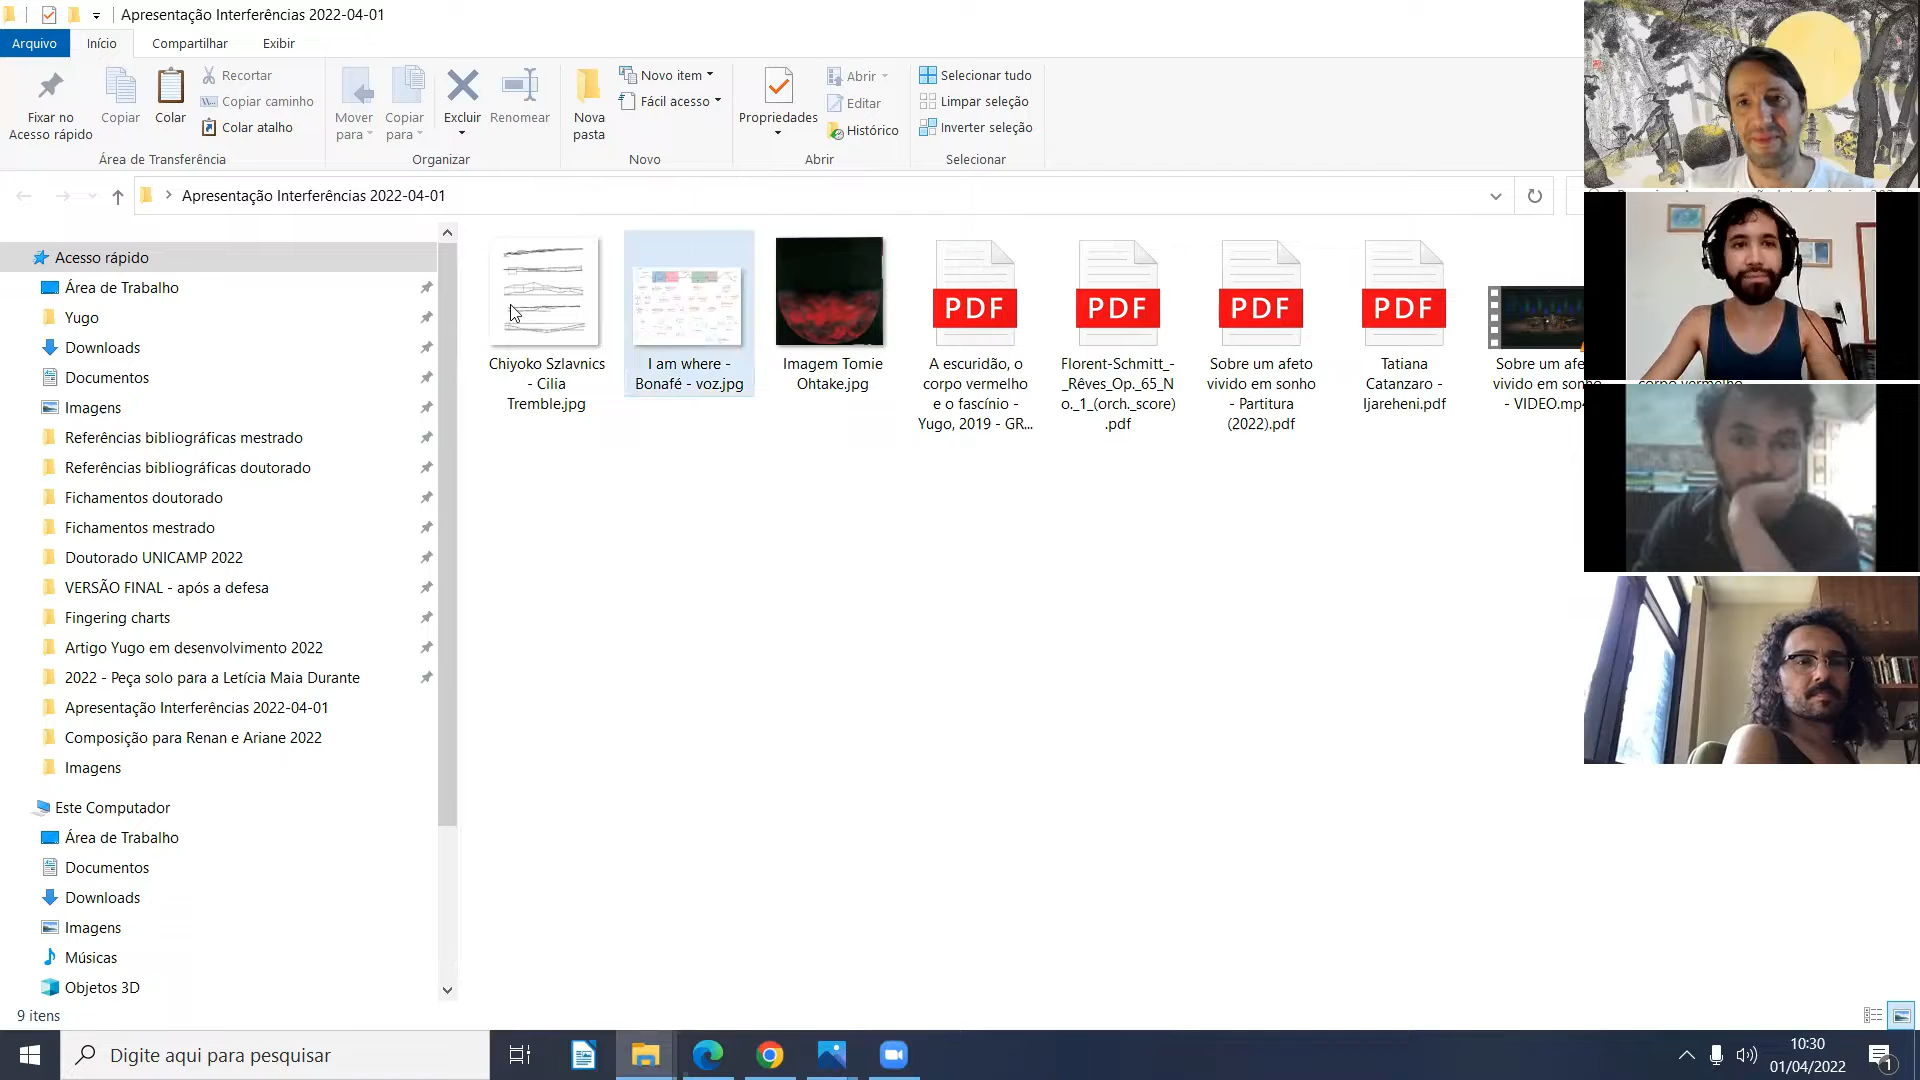 Apresentação Interferências 2022-04-01
Arquivo
Início
Compartilhar
Exibir
Fixar no
Acesso rápido
Copiar
Colar
Recortar
Copiar caminho
Colar atalho
Área de Transferência
Mover
para
Copiar
para
Excluir
Renomear
Organizar
Nova
pasta
Novo item
Fácil acesso
Novo
Propriedades
Abrir
Editar
Histórico
Abrir
Selecionar tudo
Limpar seleção
Inverter seleção
Selecionar
Apresentação Interferências 2022-04-01
Acesso rápido
Área de Trabalho
Yugo
Downloads
Documentos
Imagens
Referências bibliográficas mestrado
Referências bibliográficas doutorado
Fichamentos doutorado
Fichamentos mestrado
Doutorado UNICAMP 2022
VERSÃO FINAL - após a defesa
Fingering charts
Artigo Yugo em desenvolvimento 2022
2022 - Peça solo para a Letícia Maia Durante
Apresentação Interferências 2022-04-01
Composição para Renan e Ariane 2022
Imagens
Este Computador
Área de Trabalho
Documentos
Downloads
Imagens
Músicas
Objetos 3D
Chiyoko Szlavnics
- Cilia
Tremble.jpg
I am where -
Bonafé - voz.jpg
Imagem Tomie
Ohtake.jpg
PDF
A escuridão, o
corpo vermelho
e o fascínio -
Yugo, 2019 - GR...
PDF
Florent-Schmitt_-
_Rêves_Op._65_N
o._1_(orch._score)
.pdf
PDF
Sobre um afeto
vivido em sonho
- Partitura
(2022).pdf
PDF
Tatiana
Catanzaro -
Ijareheni.pdf
Sobre um afe
vivido em sonh
- VIDEO.mp4
corpo vermelho
9 itens
Digite aqui para pesquisar
10:30
01/04/2022
1